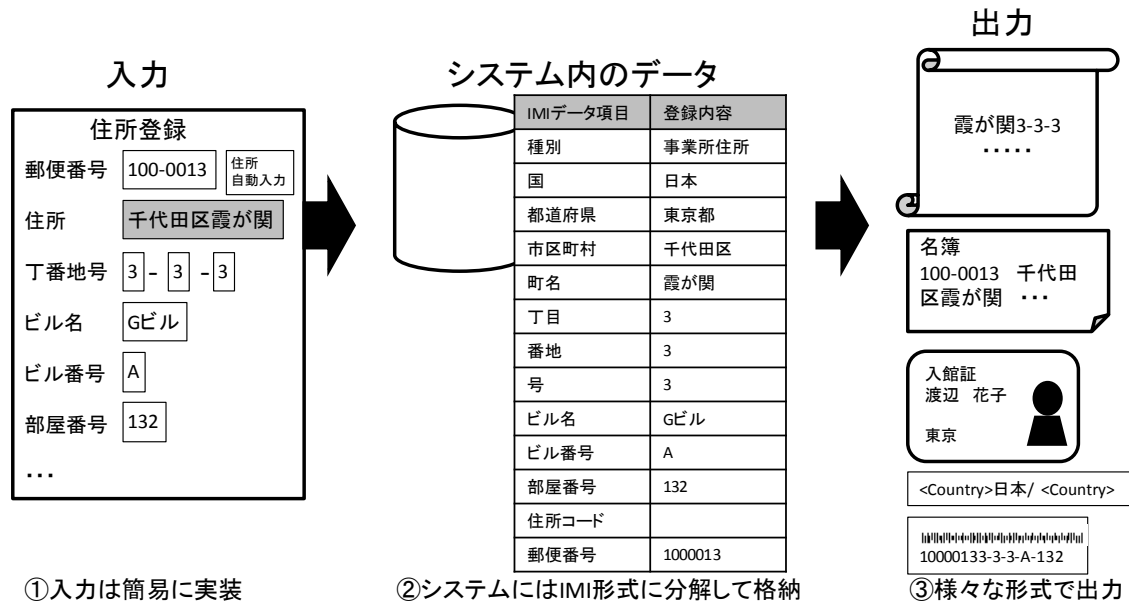 入力
住所登録
郵便番号 100-0013 住所
自動入力
住所 千代田区霞が関
丁番地号 3 - 3 - 3
ビル名 Gビル
ビル番号 A
部屋番号 132
・・・
①入力は簡易に実装
システム内のデータ
IMIデータ項目 登録内容
種別 事業所住所
国 日本
都道府県 東京都
市区町村 千代田区
町名 霞が関
丁目 3
番地 3
号 3
ビル名 Gビル
ビル番号 A
部屋番号 132
住所コード
郵便番号 1000013
②システムにはIMI形式に分解して格納
出力
霞が関3-3-3
・・・・・
名簿
100-0013 千代田
区霞が関 ・・・
入館証
渡辺 花子
東京
<Country>日本/ <Country>
10000133-3-3-A-132
③様々な形式で出力